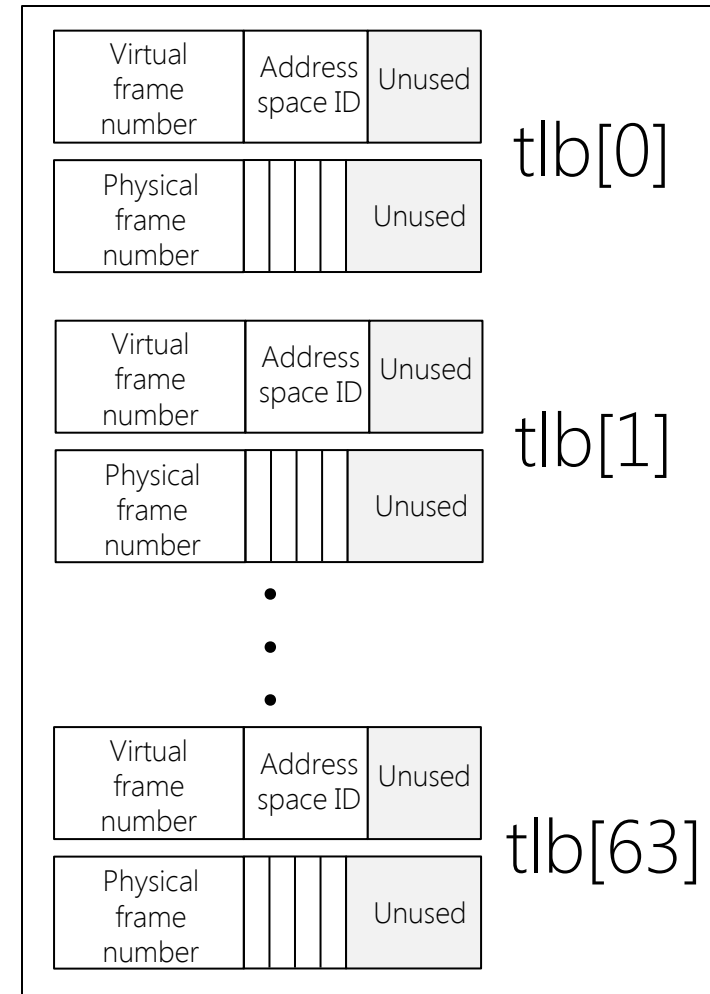 Virtual
frame
number
Address
space ID
Unused
tlb[0]
Physical
frame
number
Unused
Virtual
frame
number
Address
space ID
Unused
tlb[1]
Physical
frame
number
Unused
Virtual
frame
number
Address
space ID
Unused
tlb[63]
Physical
frame
number
Unused